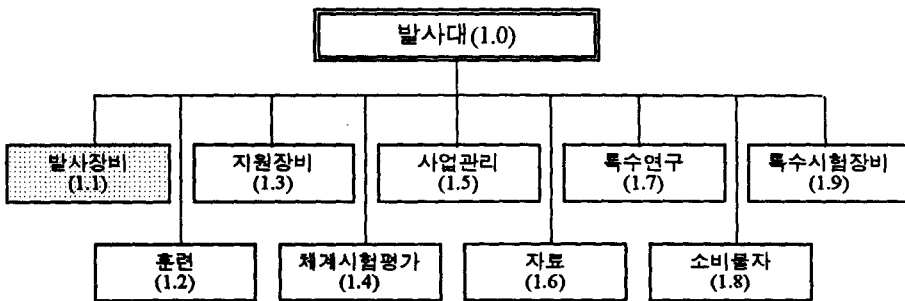 발사대(1.0)
발사장비
(1.1)
지원장비
(1.3)
사업관리
(1.5)
특수연구
(1.7)
특수시험장비
(1.9)
훈련
(1.2)
체계시험평가
(1.4)
자료
(1.6)
소비물자
(1.8)